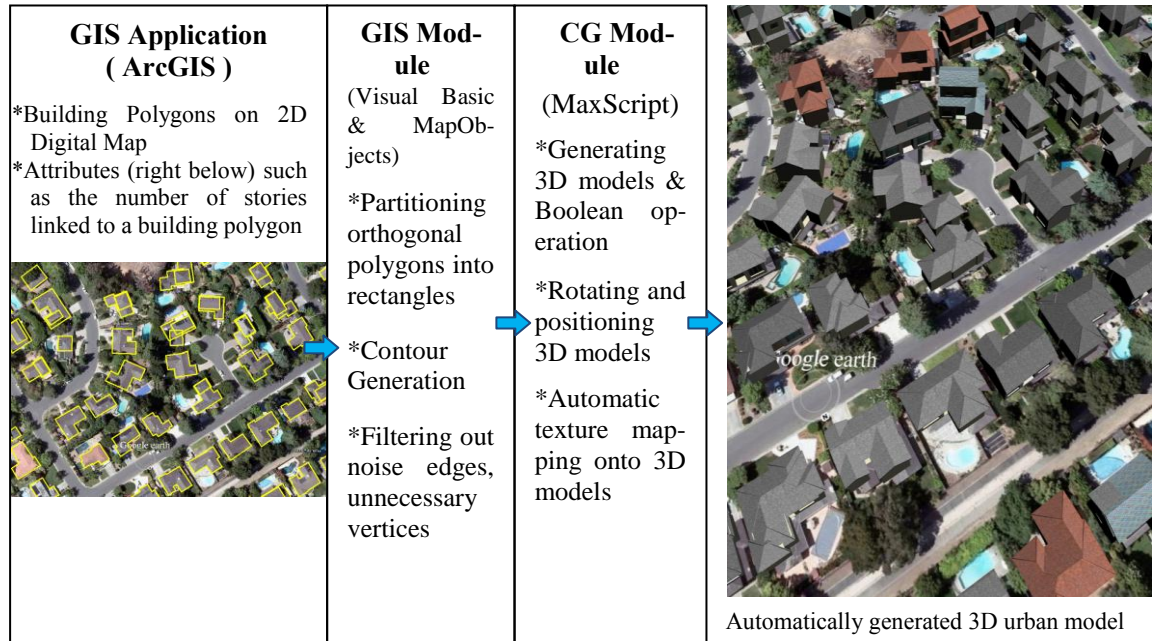 GIS Application
( ArcGIS )
*Building Polygons on 2D
Digital Map
*Attributes (right below) such
as the number of stories
linked to a building polygon
Google earth
GIS Mod-
ule
(Visual Basic
& MapOb-
jects)
*Partitioning
orthogonal
polygons into
rectangles
*Contour
Generation
*Filtering out
noise edges,
unnecessary
vertices
CG Mod-
ule
(MaxScript)
*Generating
3D models &
Boolean op-
eration
*Rotating and
positioning
3D models
*Automatic
texture map-
ping onto 3D
models
Google earth
Automatically generated 3D urban model